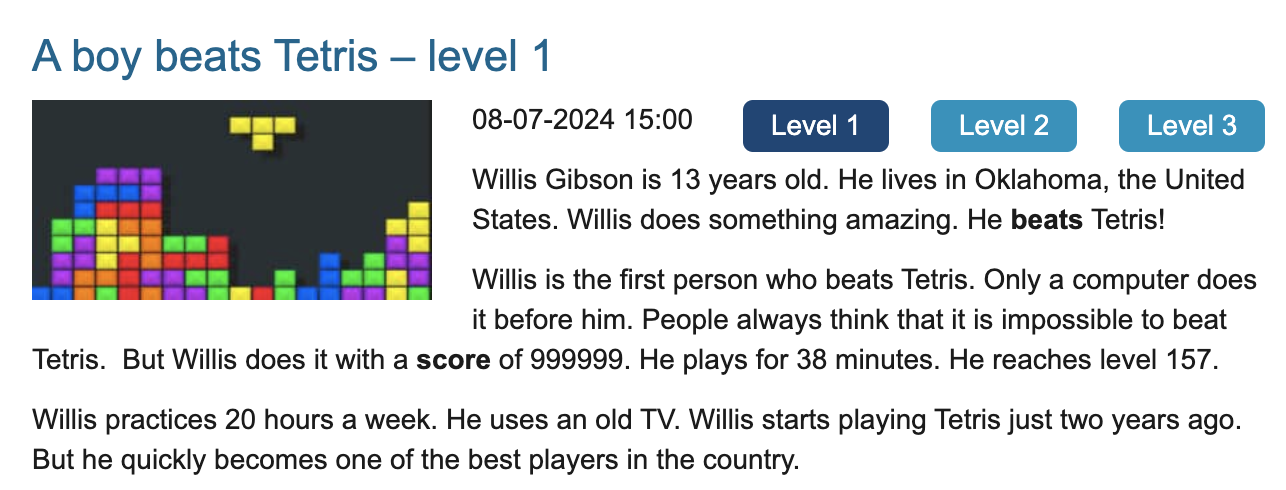 A boy beats Tetris – level 1
08-07-2024 15:00
Level 1
Level 2
Level 3
Willis Gibson is 13 years old. He lives in Oklahoma, the United
States. Willis does something amazing. He beats Tetris!
Willis is the first person who beats Tetris. Only a computer does
it before him. People always think that it is impossible to beat
Tetris.  But Willis does it with a score of 999999. He plays for 38 minutes. He reaches level 157.
Willis practices 20 hours a week. He uses an old TV. Willis starts playing Tetris just two years ago.
But he quickly becomes one of the best players in the country.